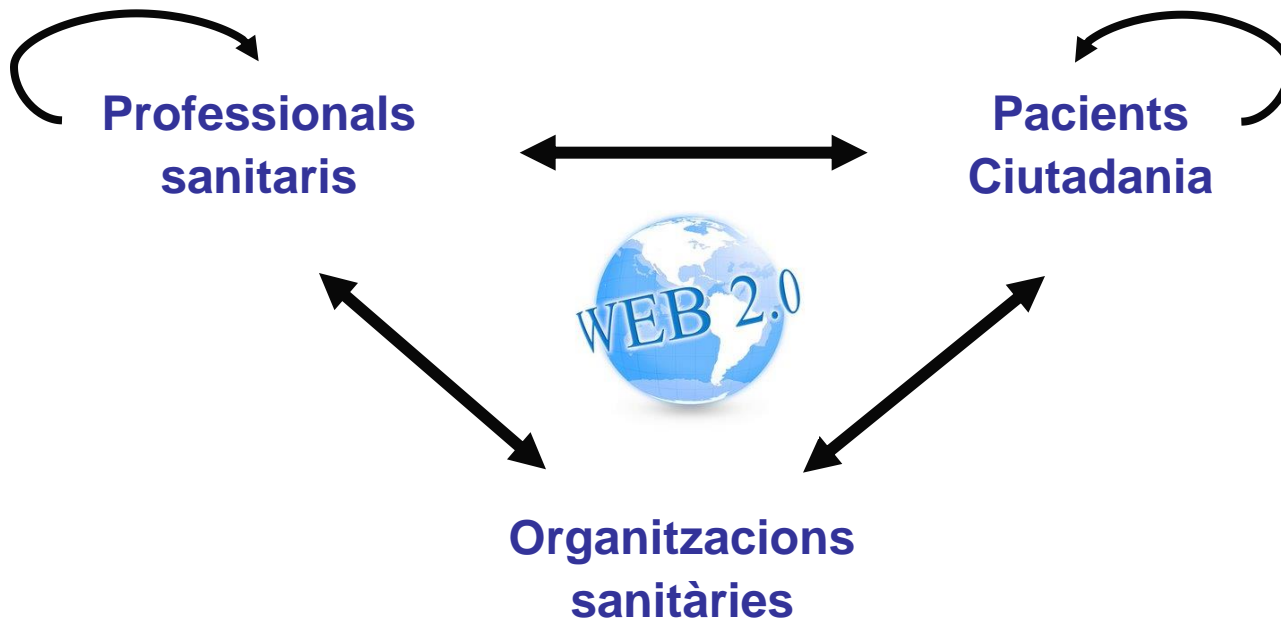 Professionals
sanitaris
Pacients
Ciutadania
WEB 2.0
Organitzacions
sanitàries